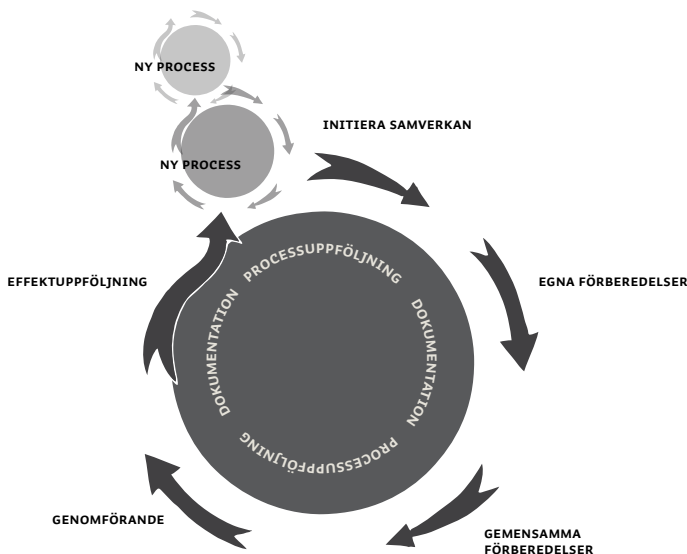 NY PROCESS
NY PROCESS
INITIERA SAMVERKAN
EFFEKTUPPFÖLJNING
EGNA FÖRBEREDELSER
PROCESSUPPFÖLJNING
DOKUMENTATION
PROCESSUPPFÖLJNING
DOKUMENTATION
GENOMFÖRANDE
GEMENSAMMA
FÖRBEREDELSER